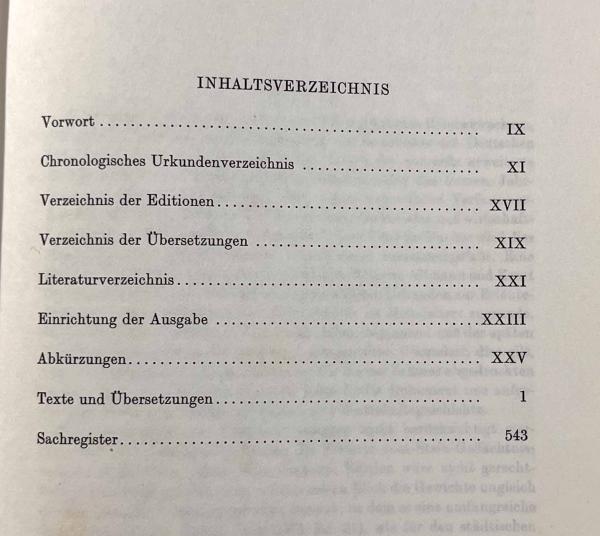 INHALTSVERZEICHNIS
Vorwort ........................................ IX
Chronologisches Urkundenverzeichnis .................... XI
Verzeichnis der Editionen .............................. XVII
Verzeichnis der Übersetzungen .......................... XIX
Literaturverzeichnis ................................... XXI
Einrichtung der Ausgabe ................................ XXIII
Abkürzungen ............................................ XXV
Texte und Übersetzungen ................................ 1
Sachregister ........................................... 543